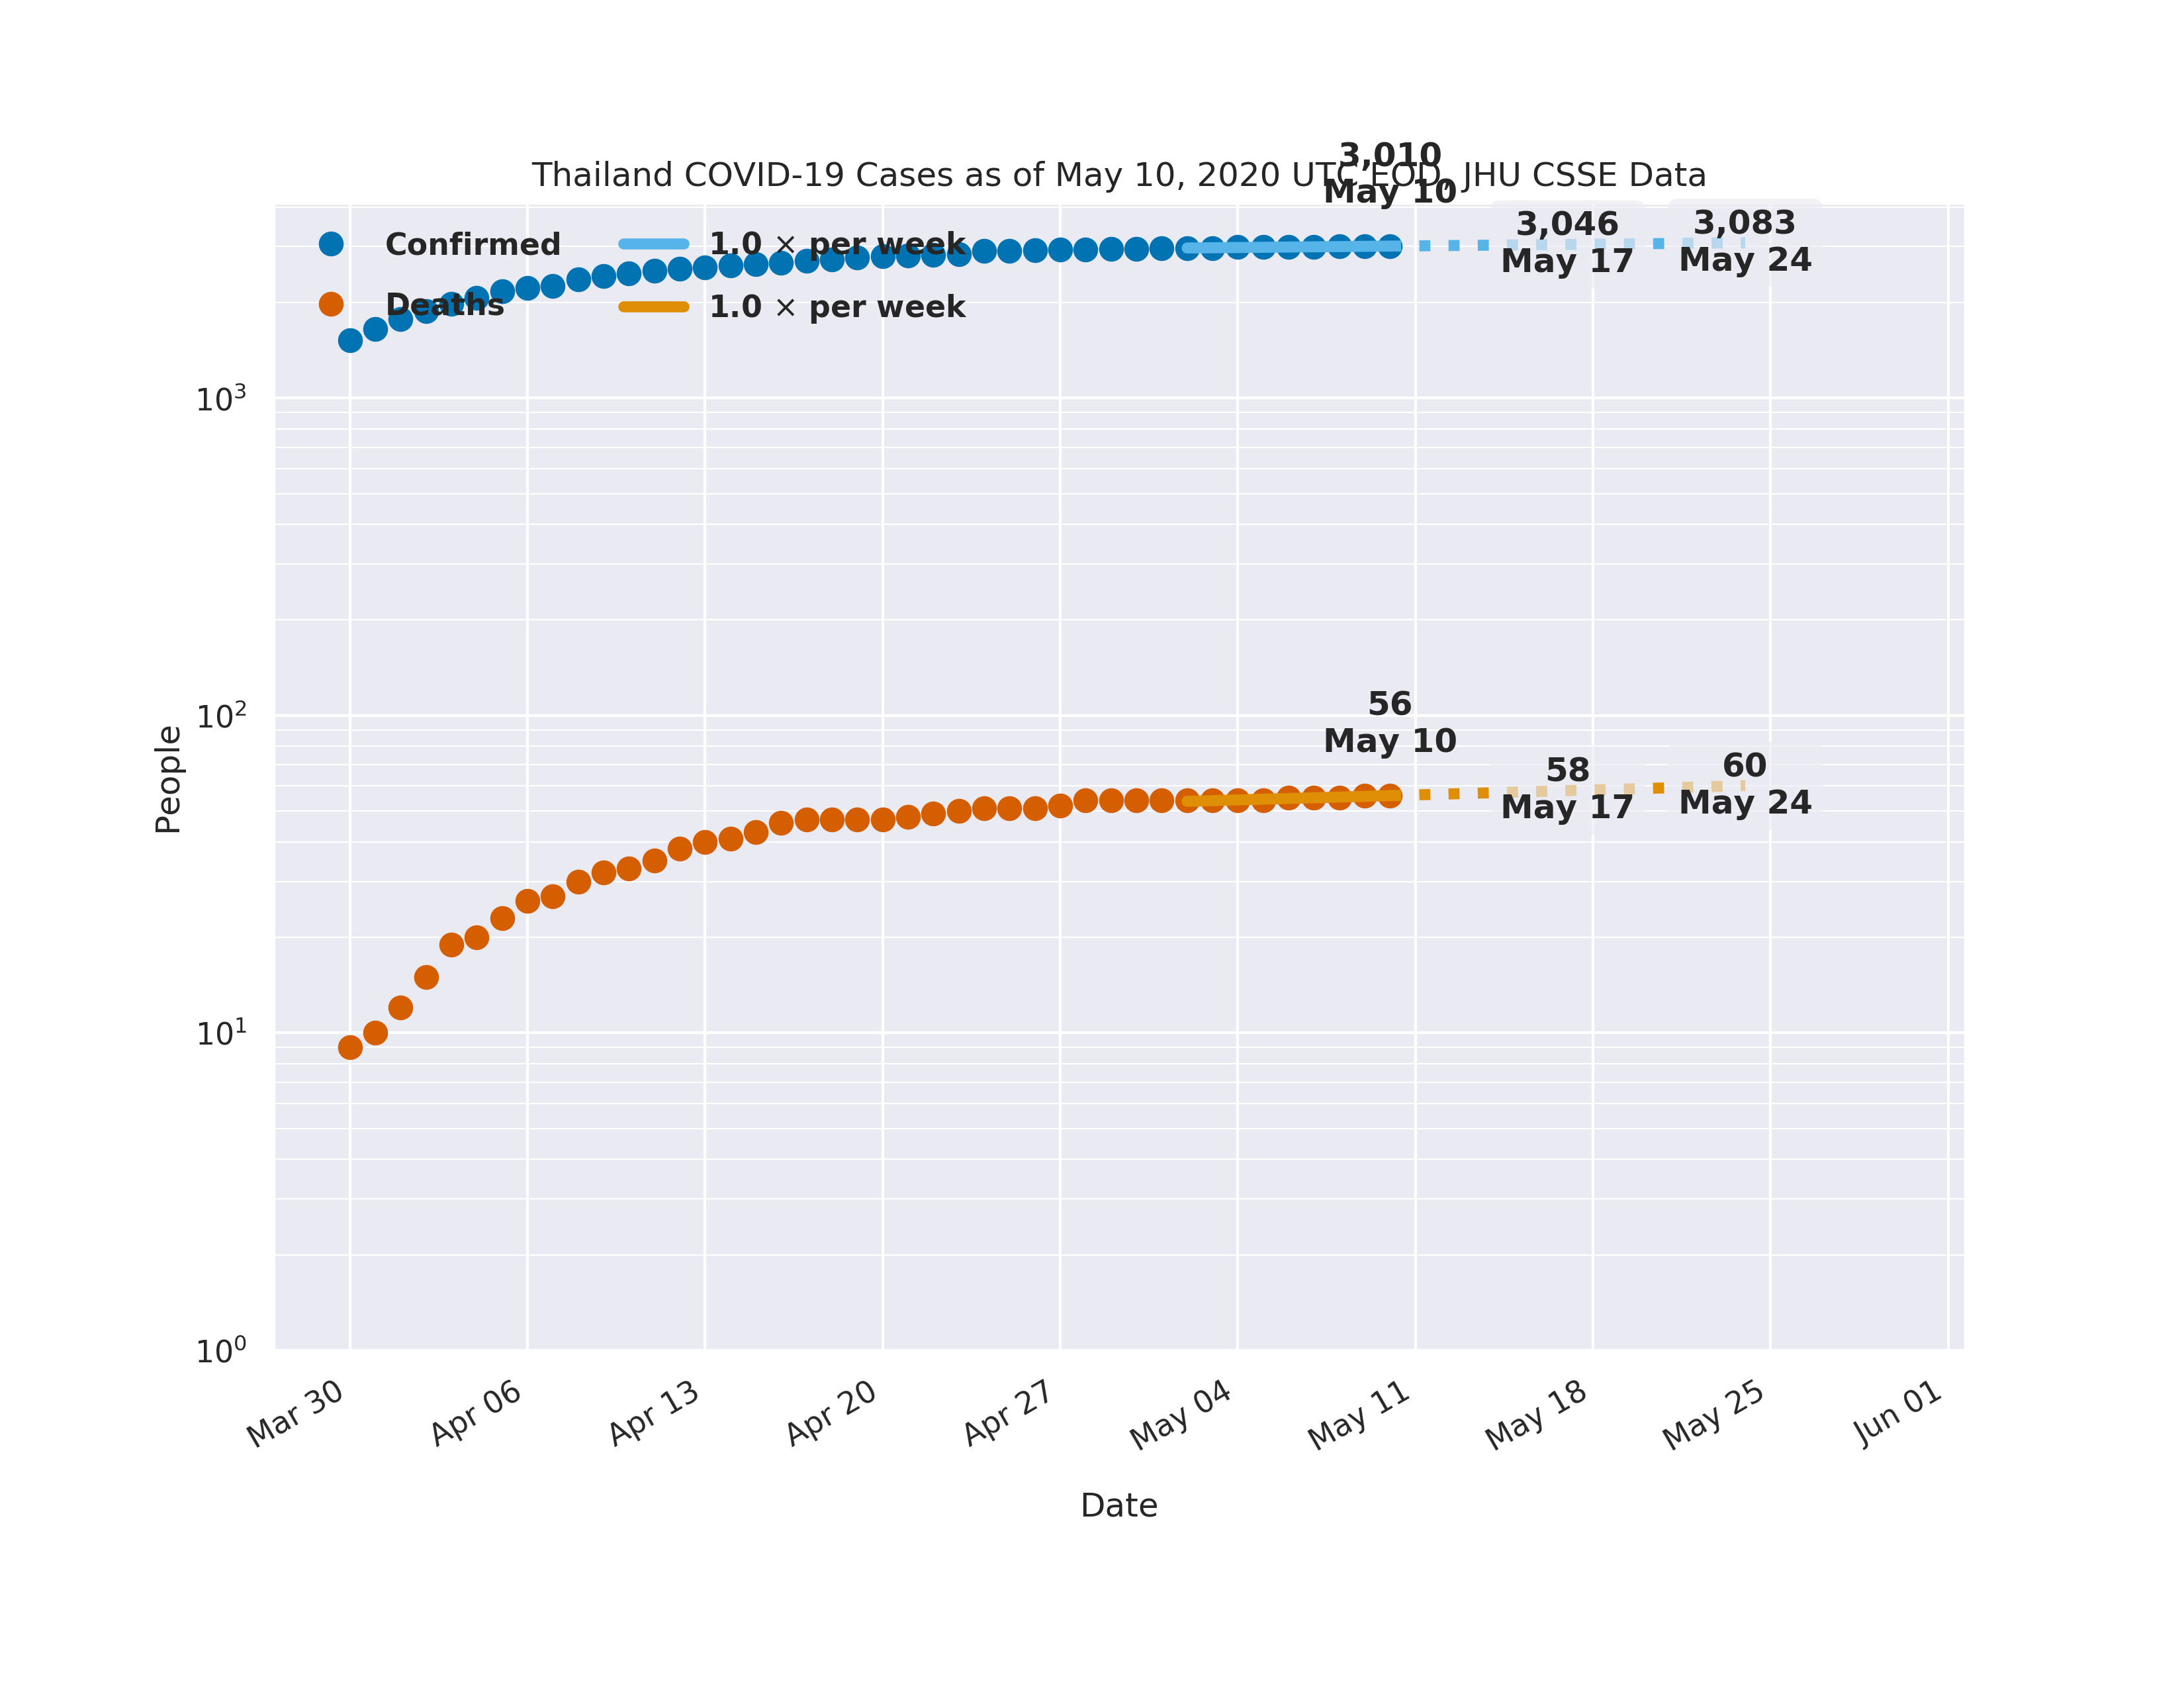 Thailand COVID-19 Cases as of May 10, 2020 UTC EOD, JHU CSSE Data
3,010
May 10
3,046
May 17
3,083
May 24
Confirmed
Deaths
1.0 × per week
1.0 × per week
56
May 10
58
May 17
60
May 24
People
10³
10²
10¹
10⁰
Mar 30
Apr 06
Apr 13
Apr 20
Apr 27
May 04
May 11
May 18
May 25
Jun 01
Date